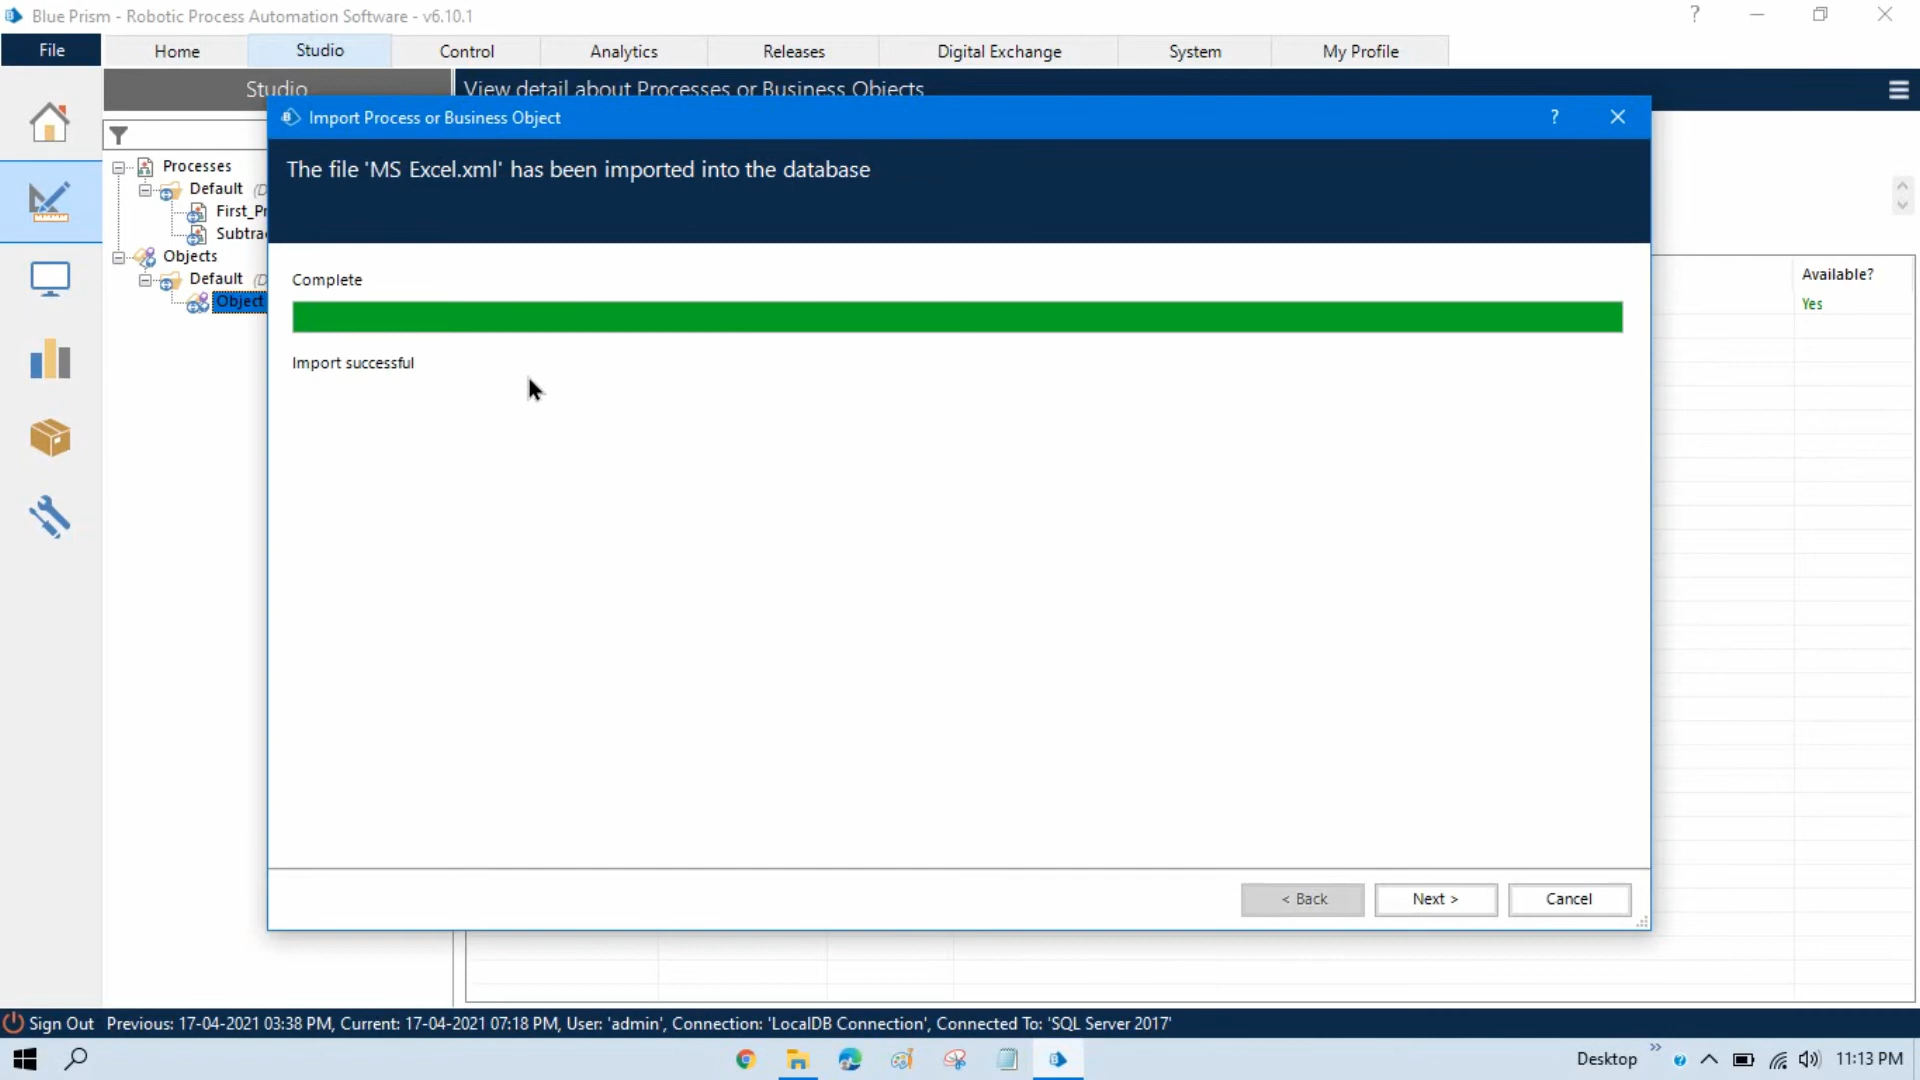 Blue Prism - Robotic Process Automation Software - v6.10.1
?
File
Home
Studio
Control
Analytics
Releases
Digital Exchange
System
My Profile
Studio
View detail about Processes or Business Objects
Import Process or Business Object
?
The file 'MS Excel.xml' has been imported into the database
Processes
Default (D
First_Pr
Subtrac
Objects
Default (D
Object
Available?
Yes
Complete
Import successful
< Back
Next >
Cancel
Sign Out Previous: 17-04-2021 03:38 PM, Current: 17-04-2021 07:18 PM, User: 'admin', Connection: 'LocalDB Connection', Connected To: 'SQL Server 2017'
Desktop
11:13 PM